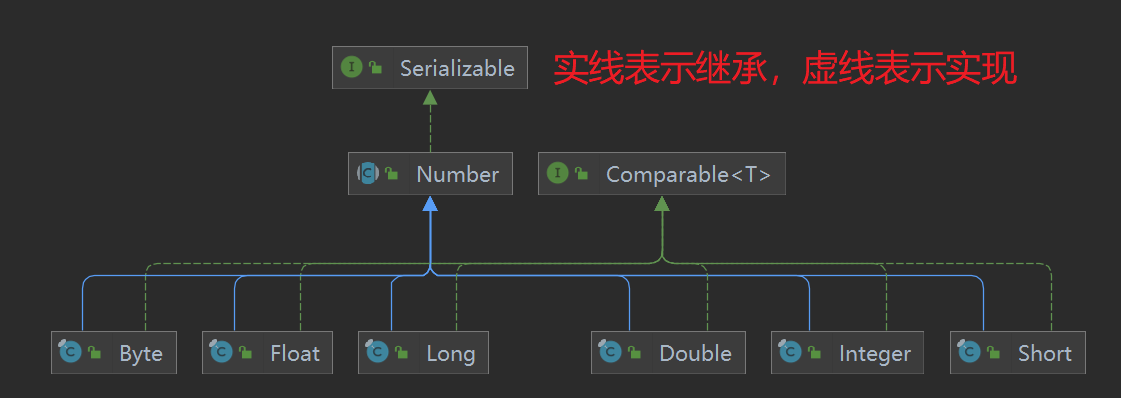 Serializable
实线表示继承，虚线表示实现
Number
Comparable<T>
Byte
Float
Long
Double
Integer
Short